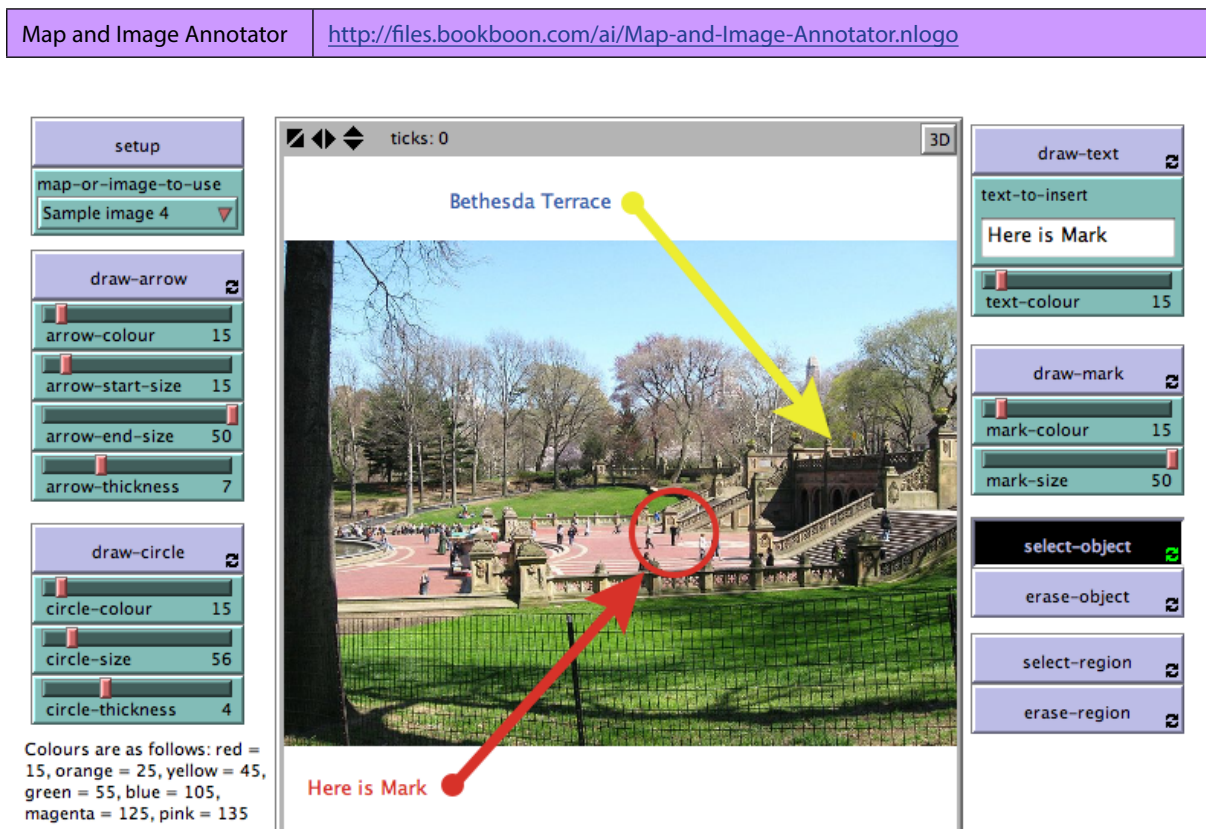 Map and Image Annotator http://files.bookboon.com/ai/Map-and-Image-Annotator.nlogo
setup
map-or-image-to-use
Sample image 4
draw-arrow
arrow-colour 15
arrow-start-size 15
arrow-end-size 50
arrow-thickness 7
draw-circle
circle-colour 15
circle-size 56
circle-thickness 4
Colours are as follows: red =
15, orange = 25, yellow = 45,
green = 55, blue = 105,
magenta = 125, pink = 135
ticks: 0 3D
Bethesda Terrace
Here is Mark
draw-text
text-to-insert
Here is Mark
text-colour 15
draw-mark
mark-colour 15
mark-size 50
select-object
erase-object
select-region
erase-region